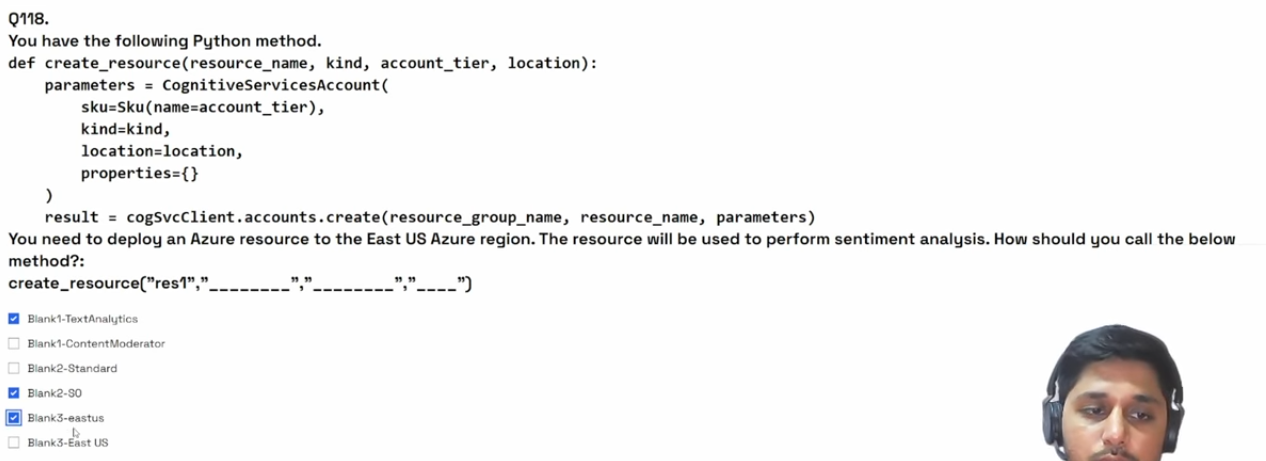 Q118.
You have the following Python method.
def create_resource(resource_name, kind, account_tier, location):
parameters = CognitiveServicesAccount(
sku=Sku(name=account_tier),
kind=kind,
location=location,
properties={}
)
result = cogSvcClient.accounts.create(resource_group_name, resource_name, parameters)
You need to deploy an Azure resource to the East US Azure region. The resource will be used to perform sentiment analysis. How should you call the below
method?:
create_resource("res1","________","________","____")
Blank1-TextAnalytics
Blank1-ContentModerator
Blank2-Standard
Blank2-S0
Blank3-eastus
Blank3-East US